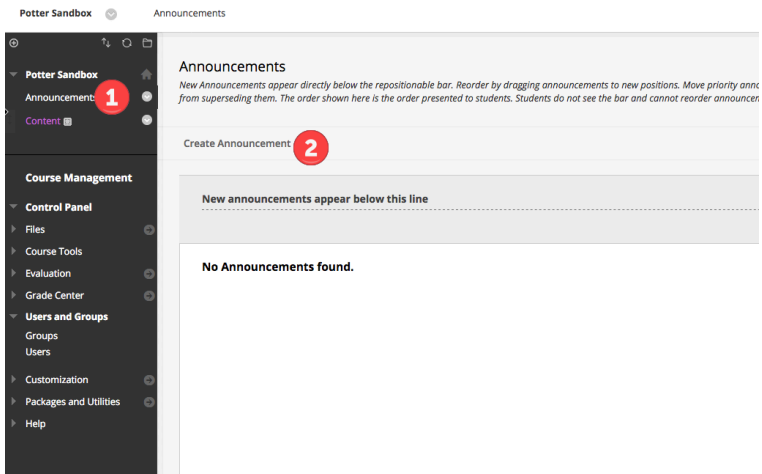 Potter Sandbox Announcements
Potter Sandbox
Announcements 1
Content
Course Management
Control Panel
Files
Course Tools
Evaluation
Grade Center
Users and Groups
Groups
Users
Customization
Packages and Utilities
Help
Announcements
New Announcements appear directly below the repositionable bar. Reorder by dragging announcements to new positions. Move priority anno
from superseding them. The order shown here is the order presented to students. Students do not see the bar and cannot reorder announcem
Create Announcement 2
New announcements appear below this line
No Announcements found.